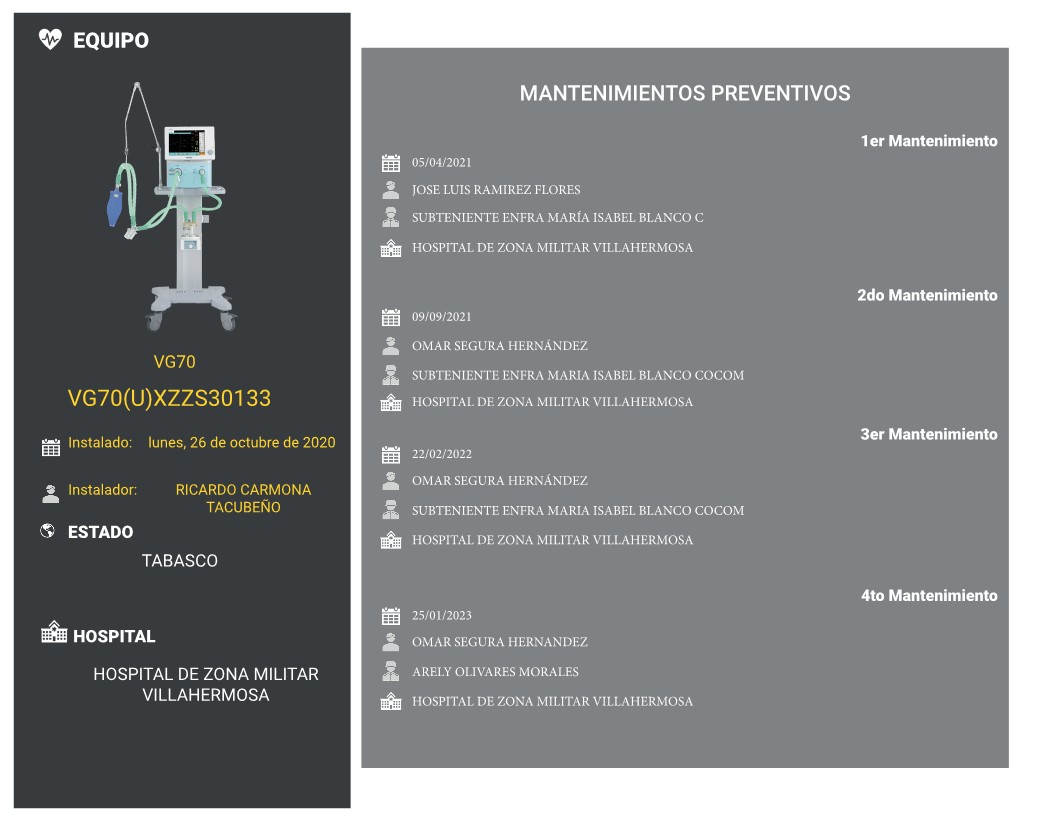 EQUIPO
VG70
VG70(U)XZZS30133
Instalado: lunes, 26 de octubre de 2020
Instalador: RICARDO CARMONA
TACUBEÑO
ESTADO
TABASCO
HOSPITAL
HOSPITAL DE ZONA MILITAR
VILLAHERMOSA
MANTENIMIENTOS PREVENTIVOS
1er Mantenimiento
05/04/2021
JOSE LUIS RAMIREZ FLORES
SUBTENIENTE ENFRA MARÍA ISABEL BLANCO C
HOSPITAL DE ZONA MILITAR VILLAHERMOSA
2do Mantenimiento
09/09/2021
OMAR SEGURA HERNÁNDEZ
SUBTENIENTE ENFRA MARIA ISABEL BLANCO COCOM
HOSPITAL DE ZONA MILITAR VILLAHERMOSA
3er Mantenimiento
22/02/2022
OMAR SEGURA HERNÁNDEZ
SUBTENIENTE ENFRA MARIA ISABEL BLANCO COCOM
HOSPITAL DE ZONA MILITAR VILLAHERMOSA
4to Mantenimiento
25/01/2023
OMAR SEGURA HERNANDEZ
ARELY OLIVARES MORALES
HOSPITAL DE ZONA MILITAR VILLAHERMOSA